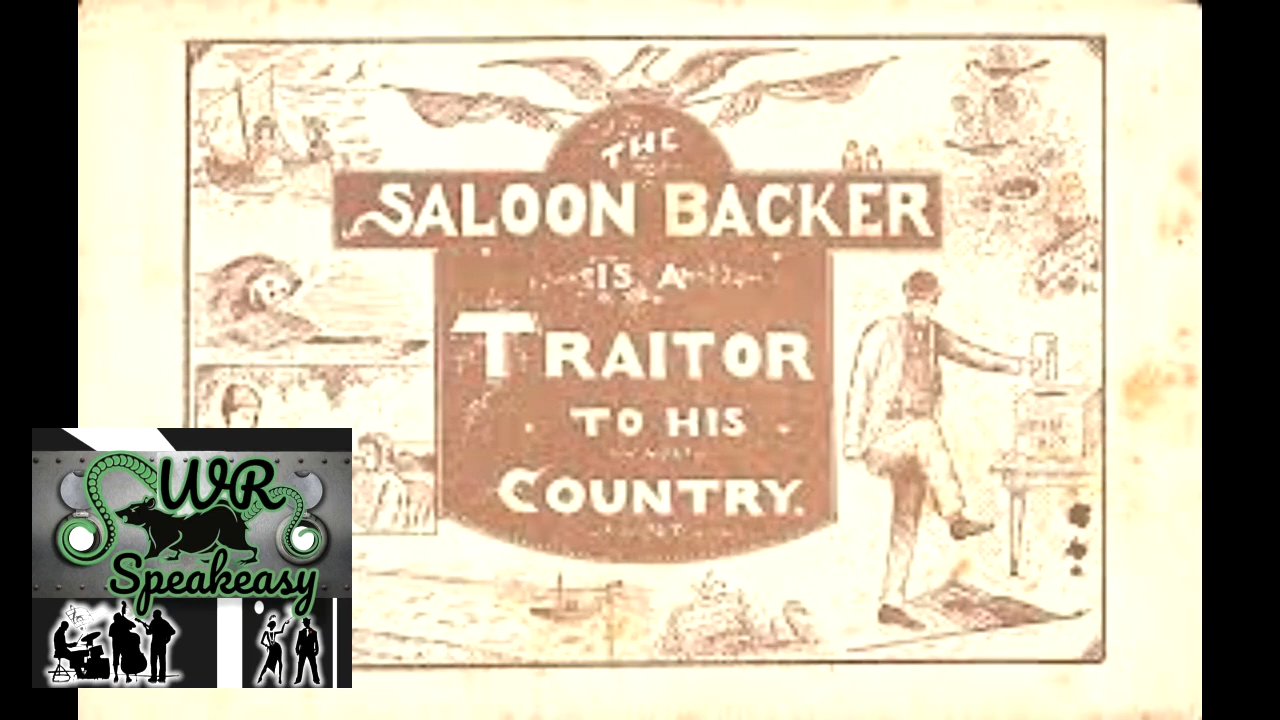 THE
SALOON BACKER
IS A
TRAITOR
TO HIS
COUNTRY.
WR
Speakeasy